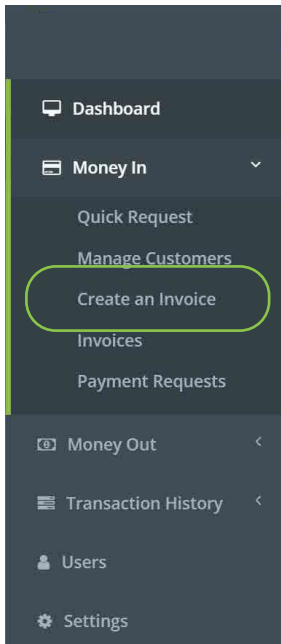 Dashboard
Money In
Quick Request
Manage Customers
Create an Invoice
Invoices
Payment Requests
Money Out
Transaction History
Users
Settings